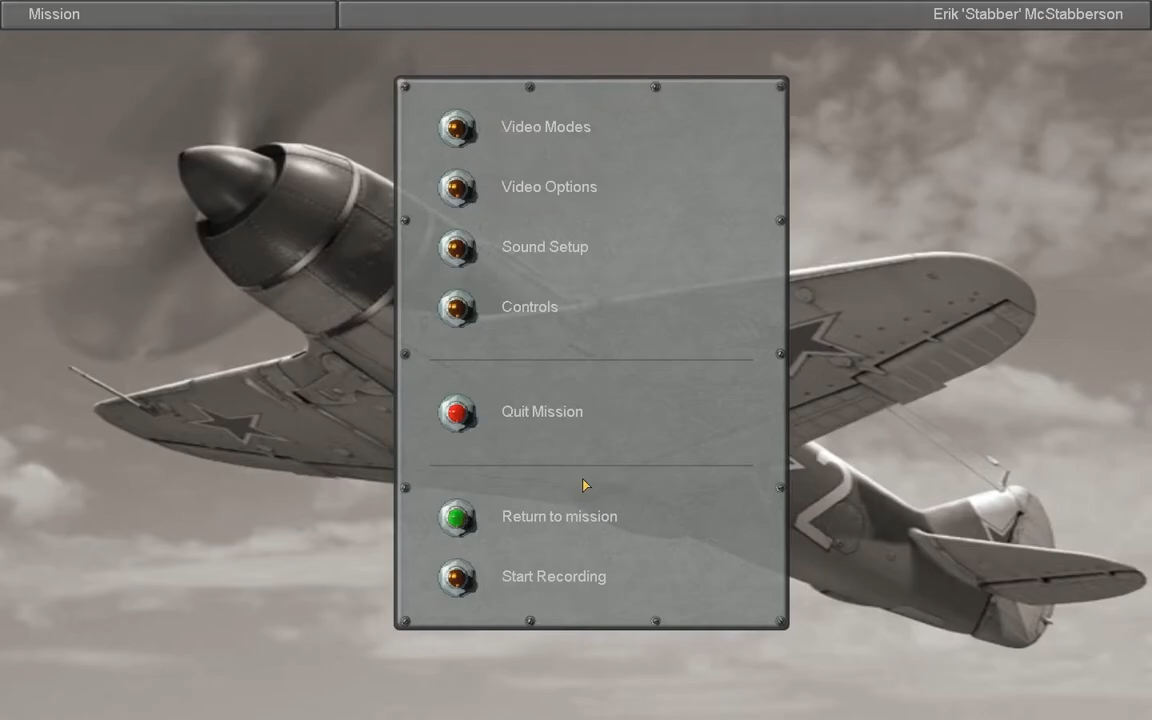 Mission
Erik 'Stabber' McStabberson
Video Modes
Video Options
Sound Setup
Controls
Quit Mission
Return to mission
Start Recording